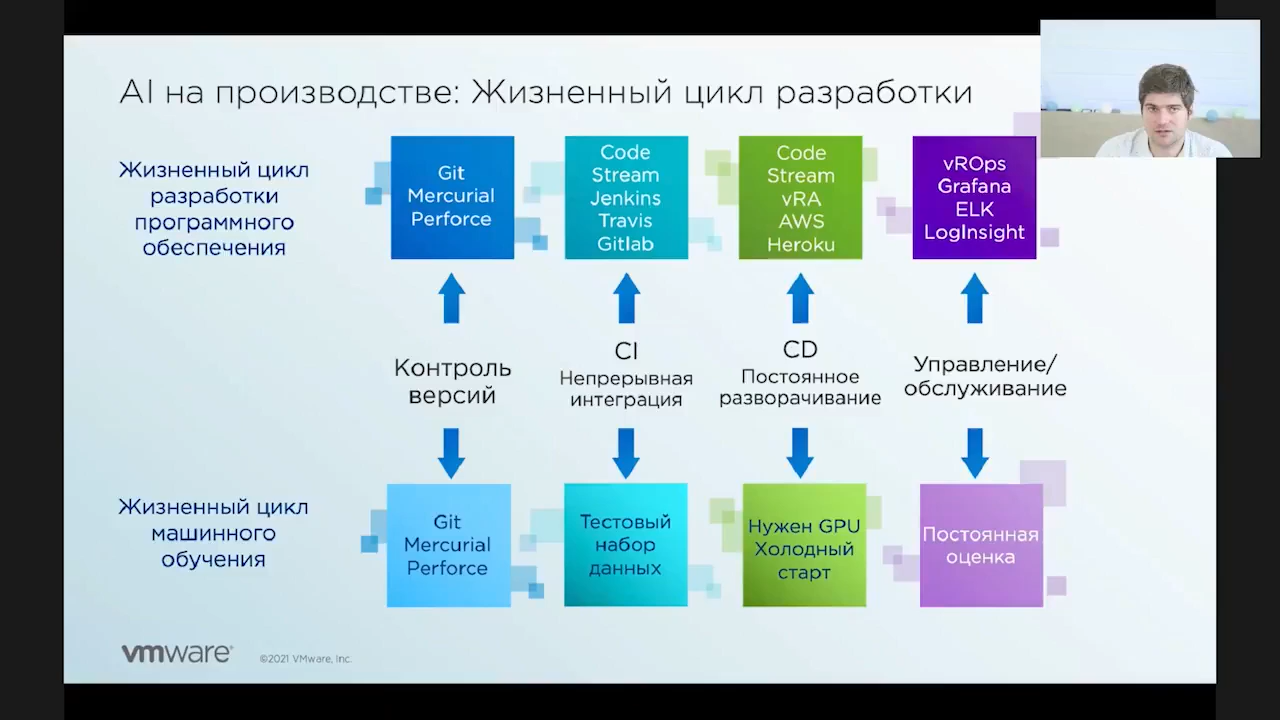 AI на производстве: Жизненный цикл разработки
Жизненный цикл
разработки
программного
обеспечения
Git
Mercurial
Perforce
Code
Stream
Jenkins
Travis
Gitlab
Code
Stream
vRA
AWS
Heroku
vROps
Grafana
ELK
LogInsight
Контроль
версий
CI
Непрерывная
интеграция
CD
Постоянное
разворачивание
Управление/
обслуживание
Жизненный цикл
машинного
обучения
Git
Mercurial
Perforce
Тестовый
набор
данных
Нужен GPU
Холодный
старт
Постоянная
оценка
vmware®
©2021 VMware, Inc.